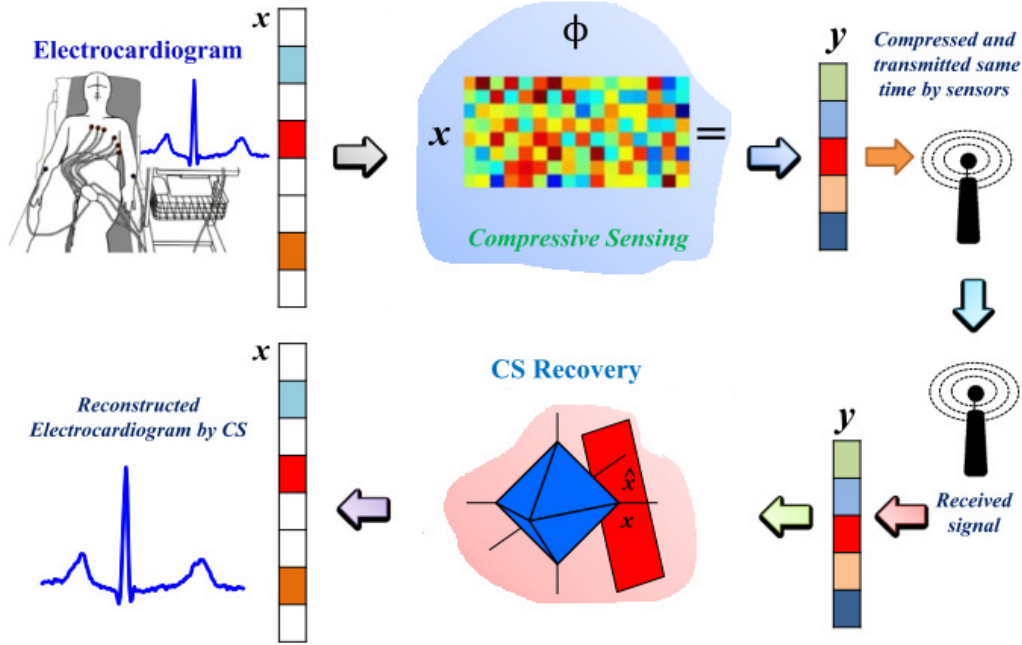 x
Electrocardiogram
ϕ
x
=
Compressive Sensing
y
Compressed and
transmitted same
time by sensors
x
Reconstructed
Electrocardiogram by CS
CS Recovery
x̂
x
y
Received
signal